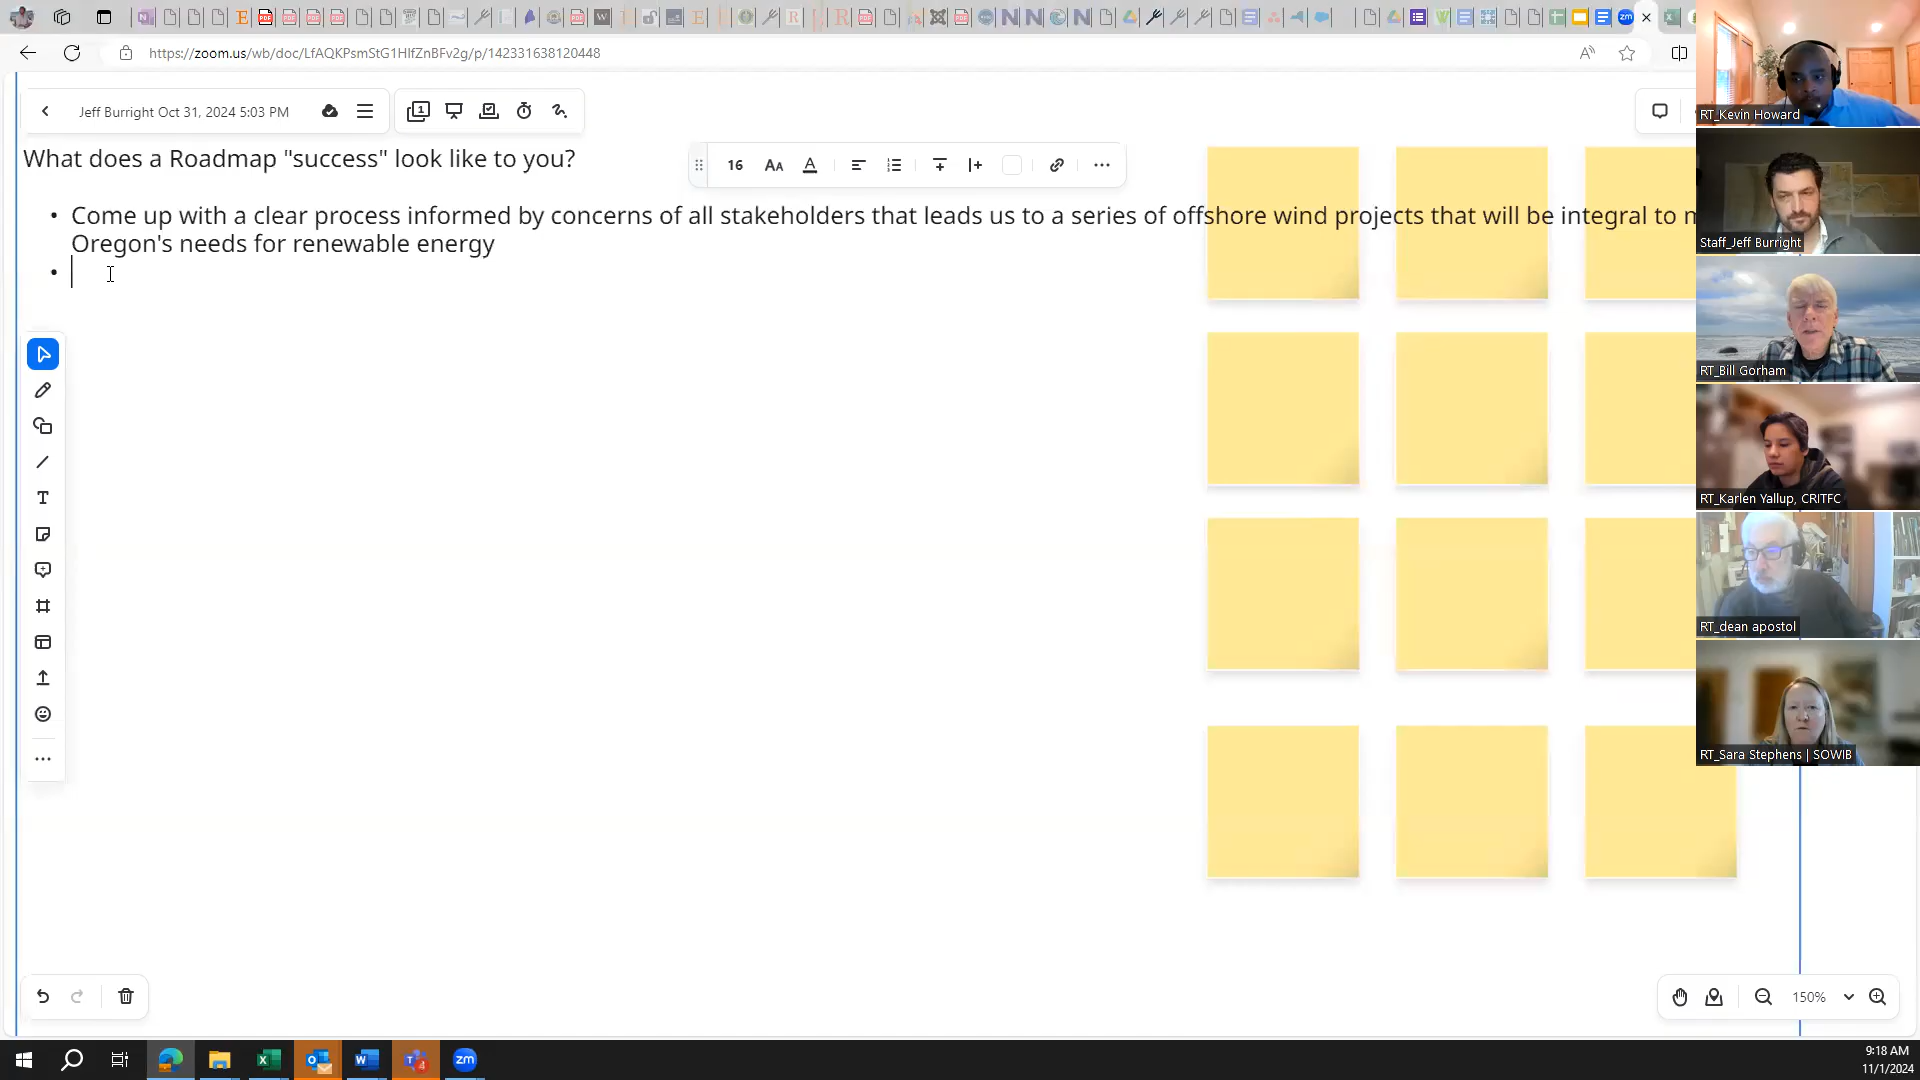 https://zoom.us/wb/doc/LfAQKPsmStG1HIfZnBFv2g/p/142331638120448
Jeff Burright Oct 31, 2024 5:03 PM
What does a Roadmap "success" look like to you?
16
• Come up with a clear process informed by concerns of all stakeholders that leads us to a series of offshore wind projects that will be integral to m
Oregon's needs for renewable energy
•
RT_Kevin Howard
Staff_Jeff Burright
RT_Bill Gorham
RT_Karlen Yallup, CRITFC
RT_dean apostol
RT_Sara Stephens | SOWIB
150%
9:18 AM
11/1/2024